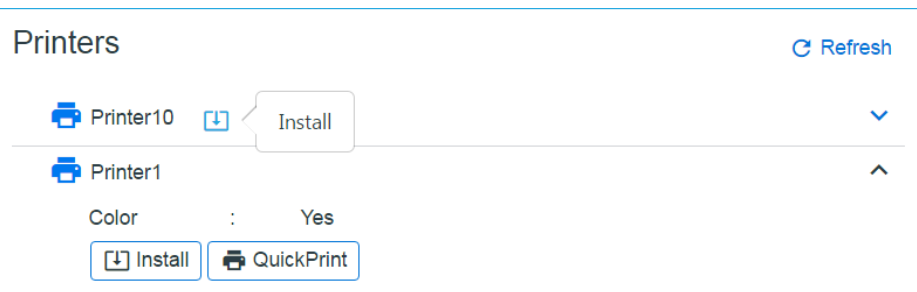 Printers
Refresh
Printer10
Install
Printer1
Color : Yes
Install QuickPrint